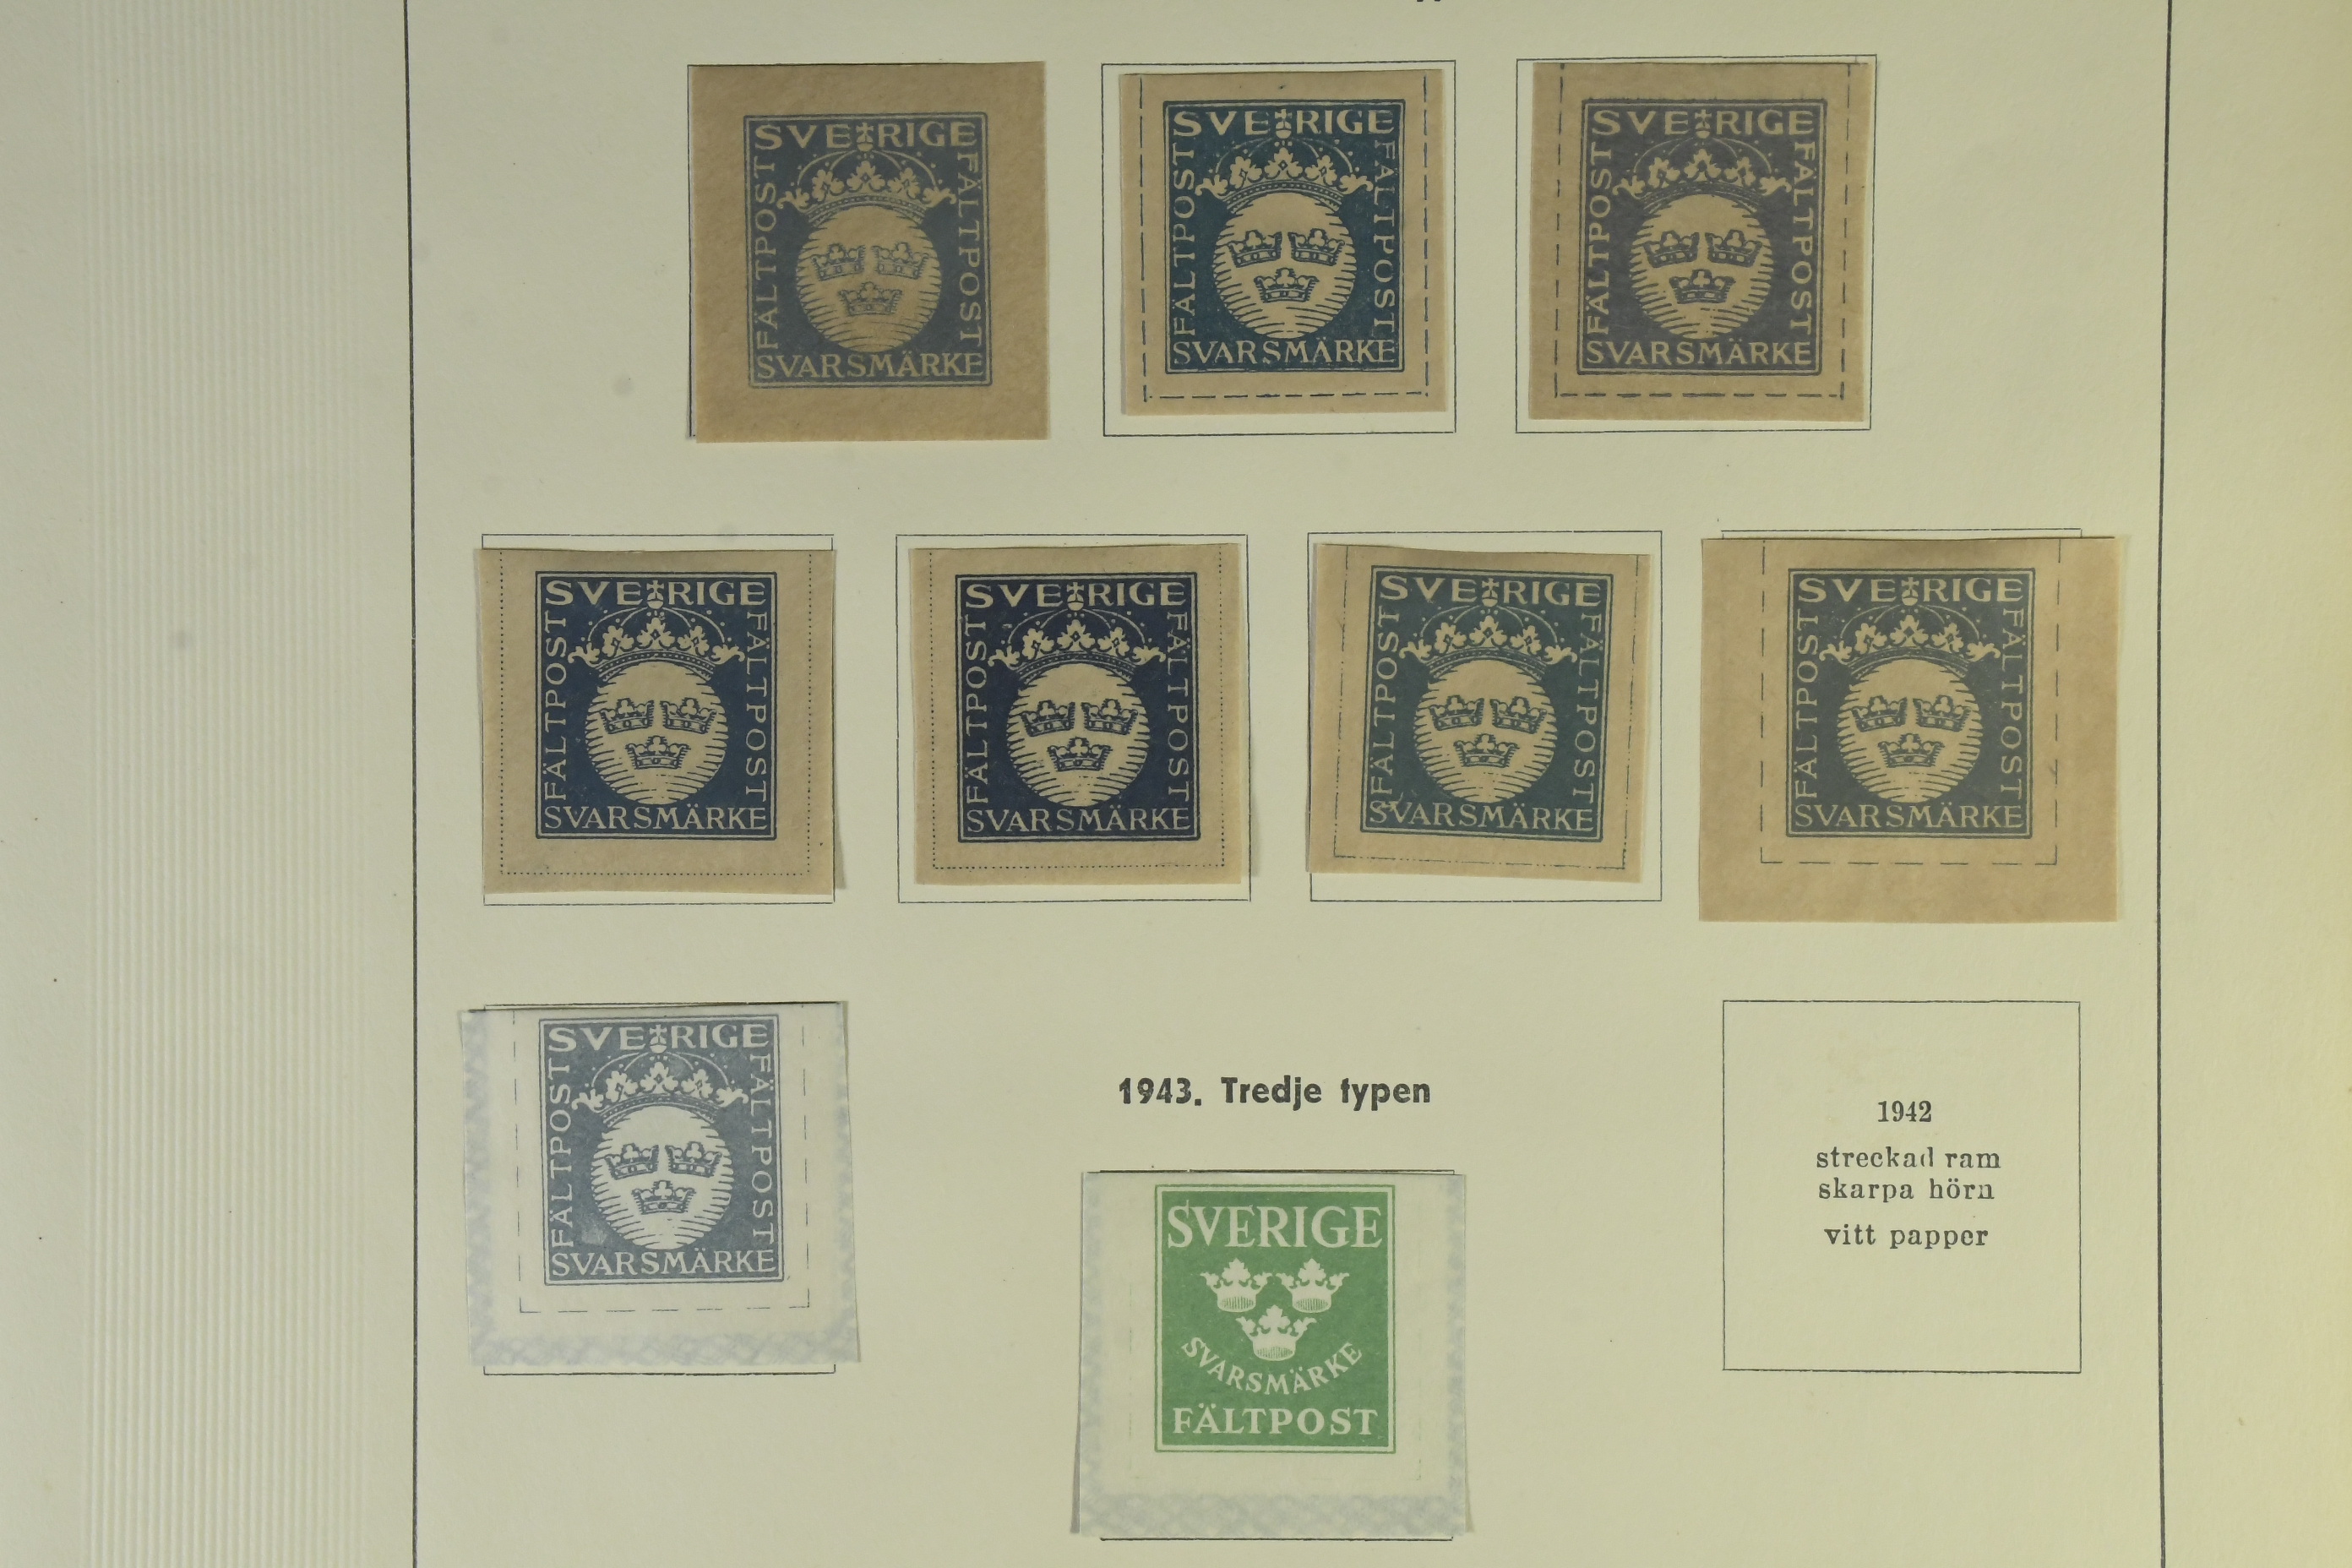 SVERIGE
FÄLTPOST
FÄLTPOST
SVARSMÄRKE
SVERIGE
FÄLTPOST
FÄLTPOST
SVARSMÄRKE
SVERIGE
FÄLTPOST
FÄLTPOST
SVARSMÄRKE
SVERIGE
FÄLTPOST
FÄLTPOST
SVARSMÄRKE
SVERIGE
FÄLTPOST
FÄLTPOST
SVARSMÄRKE
SVERIGE
FÄLTPOST
FÄLTPOST
SVARSMÄRKE
SVERIGE
FÄLTPOST
FÄLTPOST
SVARSMÄRKE
SVERIGE
FÄLTPOST
FÄLTPOST
SVARSMÄRKE
1943. Tredje typen
SVERIGE
SVARSMÄRKE
FÄLTPOST
1942
streckad ram
skarpa hörn
vitt papper